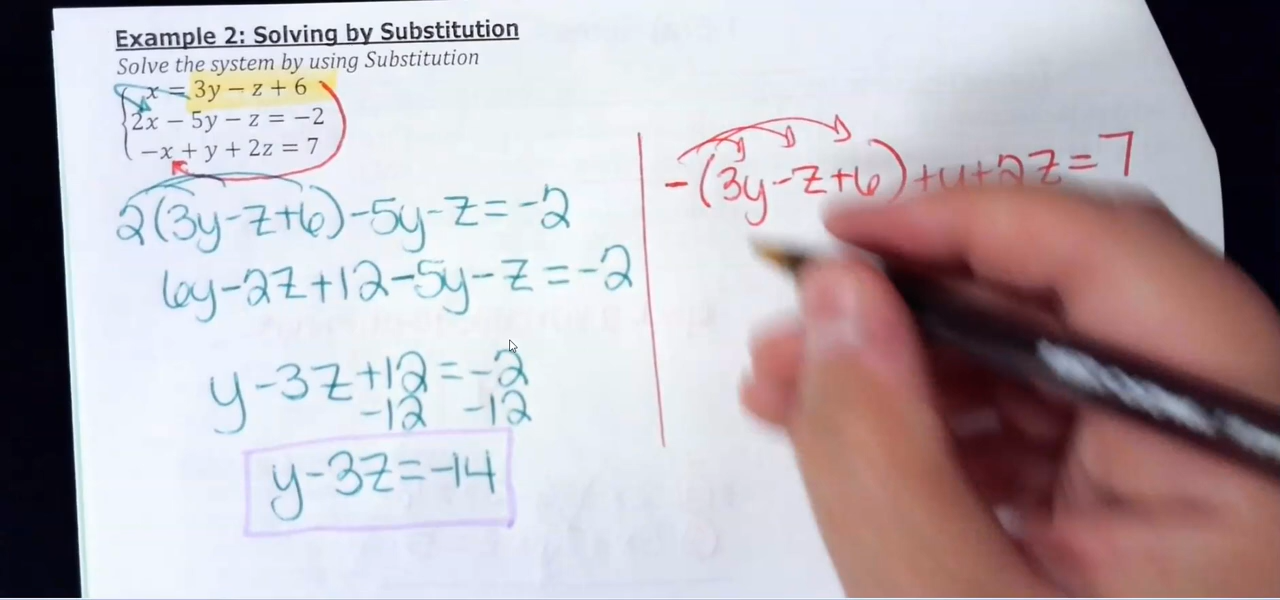 Example 2: Solving by Substitution
Solve the system by using Substitution
x = 3y − z + 6
2x − 5y − z = −2
−x + y + 2z = 7
2(3y-z+6)-5y-z=-2
6y-2z+12-5y-z=-2
y-3z+12=-2
-12 -12
y-3z=-14
-(3y-z+6)+y+2z=7